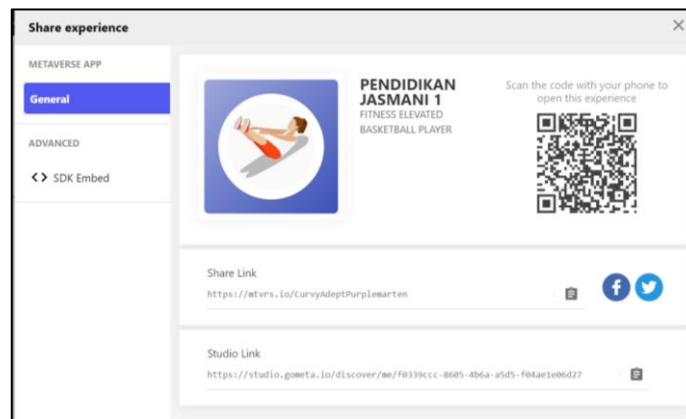 Share experience
METAVERSE APP
General
ADVANCED
<> SDK Embed
PENDIDIKAN
JASMANI 1
FITNESS ELEVATED
BASKETBALL PLAYER
Scan the code with your phone to
open this experience
Share Link
https://mtvrs.io/CurvyAdeptPurplemarten
Studio Link
https://studio.gometa.io/discover/me/f0339ccc-8605-4b6a-a5d5-f04ae1e06d27